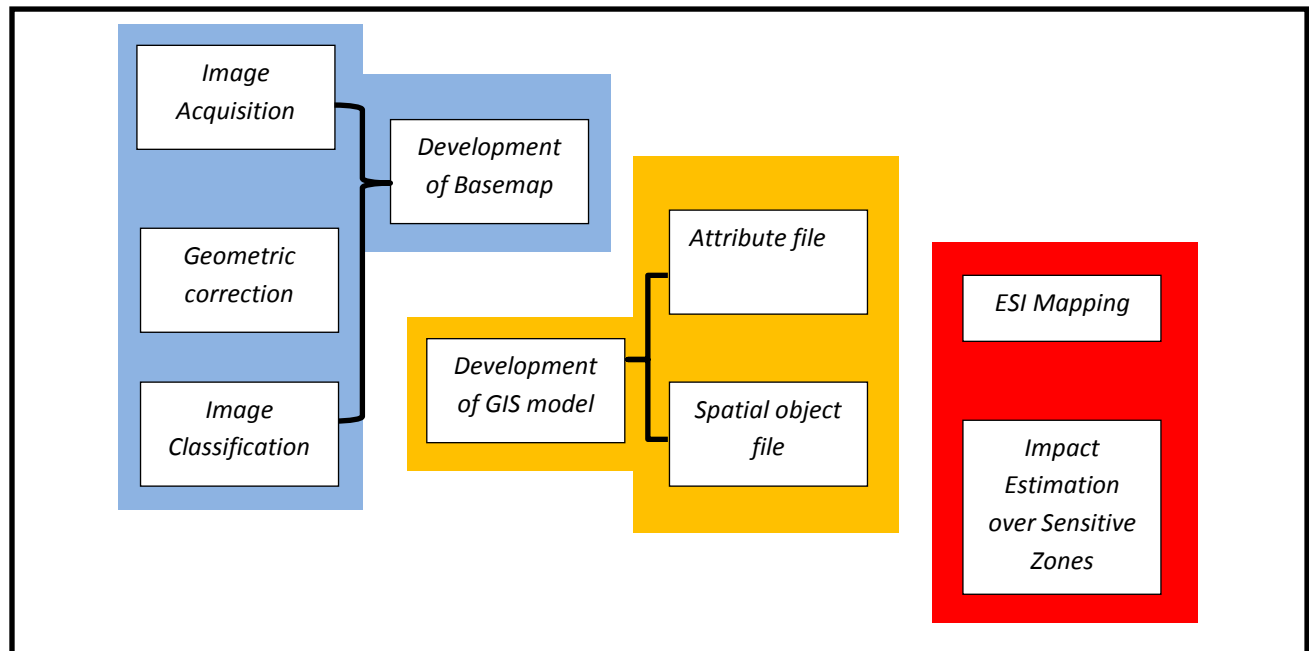 Image
Acquisition
Geometric
correction
Image
Classification
Development
of Basemap
Development
of GIS model
Attribute file
Spatial object
file
ESI Mapping
Impact
Estimation
over Sensitive
Zones